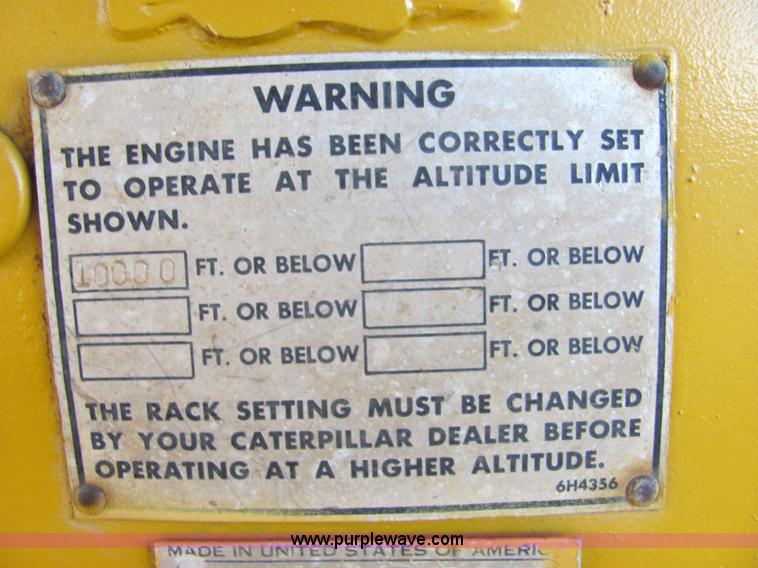 WARNING
THE ENGINE HAS BEEN CORRECTLY SET
TO OPERATE AT THE ALTITUDE LIMIT
SHOWN.
10000 FT. OR BELOW FT. OR BELOW
FT. OR BELOW FT. OR BELOW
FT. OR BELOW FT. OR BELOW
THE RACK SETTING MUST BE CHANGED
BY YOUR CATERPILLAR DEALER BEFORE
OPERATING AT A HIGHER ALTITUDE.
6H4356
www.purplewave.com
MADE IN UNITED STATES OF